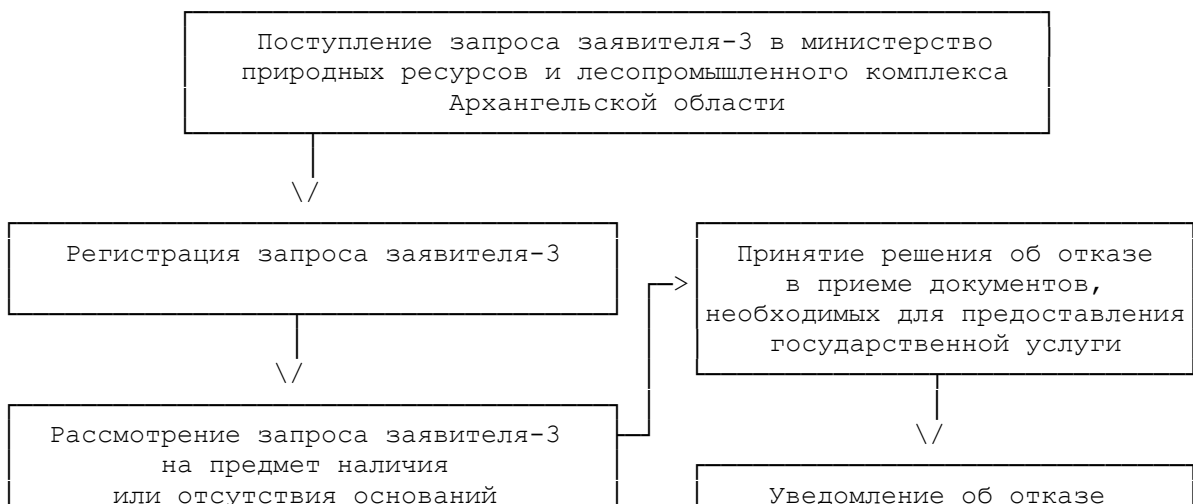 Поступление запроса заявителя-3 в министерство
природных ресурсов и лесопромышленного комплекса
Архангельской области
\/
Регистрация запроса заявителя-3
\/
Рассмотрение запроса заявителя-3
на предмет наличия
или отсутствия оснований
>
Принятие решения об отказе
в приеме документов,
необходимых для предоставления
государственной услуги
\/
Уведомление об отказе